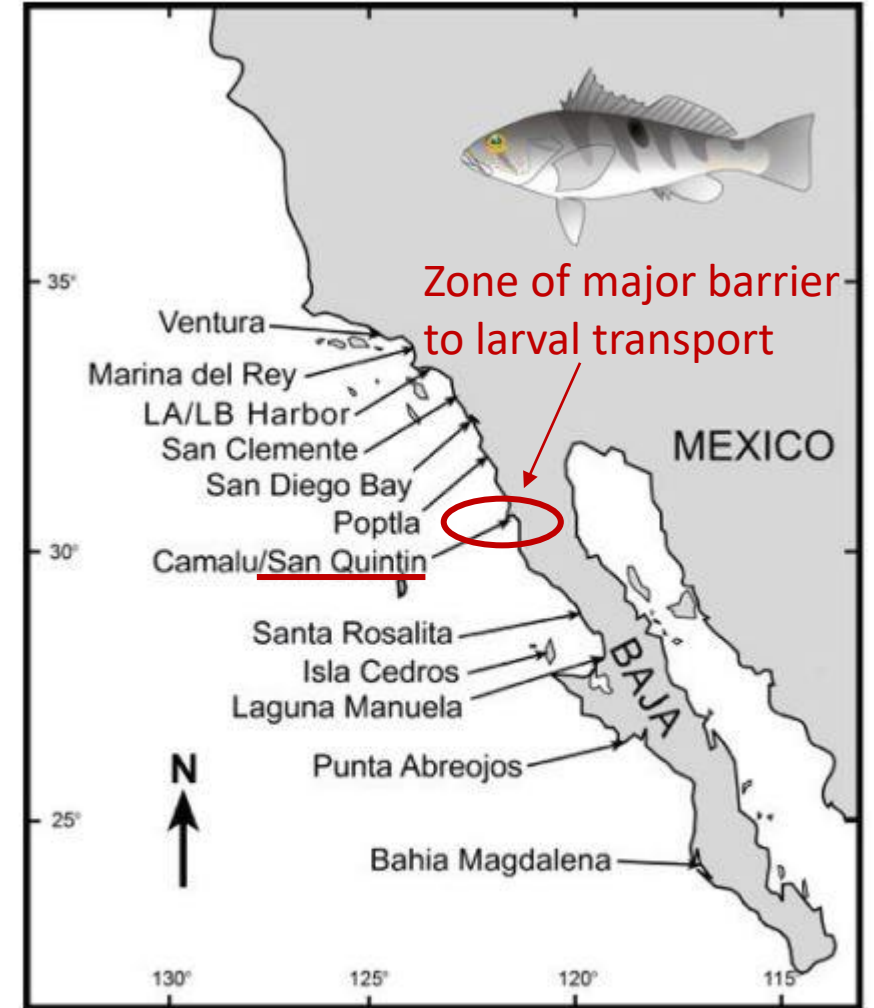 Zone of major barrier
to larval transport
35°
Ventura
Marina del Rey
LA/LB Harbor
San Clemente
San Diego Bay
Poptla
MEXICO
30°
Camalu/San Quintin
Santa Rosalita
Isla Cedros
Laguna Manuela
BAJA
Punta Abreojos
N
25°
Bahia Magdalena
130°
125°
120°
115°